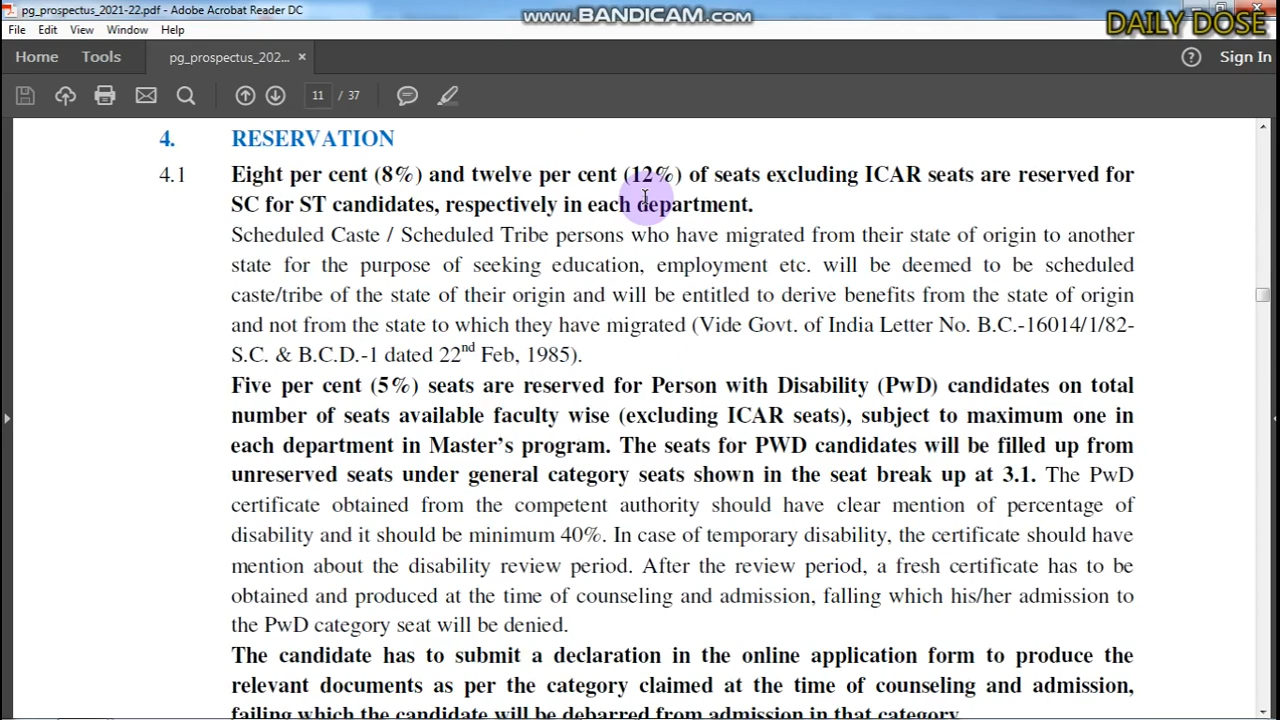 pg_prospectus_2021-22.pdf - Adobe Acrobat Reader DC
www.BANDICAM.com
DAILY DOSE
File Edit View Window Help
Home Tools pg_prospectus_202... × Sign In
11 / 37
4. RESERVATION
4.1 Eight per cent (8%) and twelve per cent (12%) of seats excluding ICAR seats are reserved for
SC for ST candidates, respectively in each department.
Scheduled Caste / Scheduled Tribe persons who have migrated from their state of origin to another
state for the purpose of seeking education, employment etc. will be deemed to be scheduled
caste/tribe of the state of their origin and will be entitled to derive benefits from the state of origin
and not from the state to which they have migrated (Vide Govt. of India Letter No. B.C.-16014/1/82-
S.C. & B.C.D.-1 dated 22nd Feb, 1985).
Five per cent (5%) seats are reserved for Person with Disability (PwD) candidates on total
number of seats available faculty wise (excluding ICAR seats), subject to maximum one in
each department in Master's program. The seats for PWD candidates will be filled up from
unreserved seats under general category seats shown in the seat break up at 3.1. The PwD
certificate obtained from the competent authority should have clear mention of percentage of
disability and it should be minimum 40%. In case of temporary disability, the certificate should have
mention about the disability review period. After the review period, a fresh certificate has to be
obtained and produced at the time of counseling and admission, falling which his/her admission to
the PwD category seat will be denied.
The candidate has to submit a declaration in the online application form to produce the
relevant documents as per the category claimed at the time of counseling and admission,
failing which the candidate will be debarred from admission in that category.